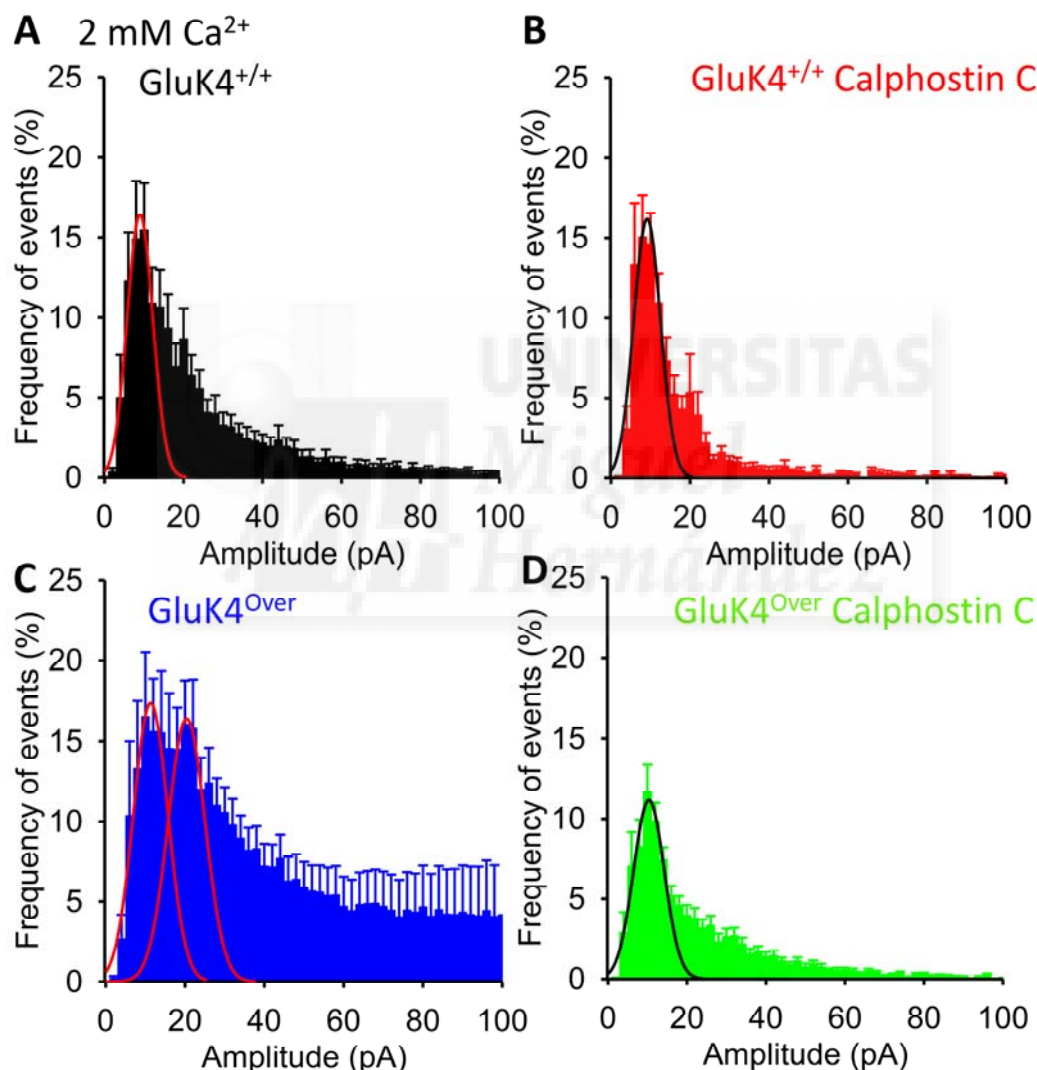 A 2 mM Ca²⁺
GluK4⁺/⁺
25
20
15
10
5
0
Frequency of events (%)
0 20 40 60 80 100
Amplitude (pA)
B
GluK4⁺/⁺ Calphostin C
25
20
15
10
5
0
Frequency of events (%)
0 20 40 60 80 100
Amplitude (pA)
UNIVERSITAS
Miguel
Hernández
C
GluK4ᴼᵛᵉʳ
25
20
15
10
5
0
Frequency of events (%)
0 20 40 60 80 100
Amplitude (pA)
D
GluK4ᴼᵛᵉʳ Calphostin C
25
20
15
10
5
0
Frequency of events (%)
0 20 40 60 80 100
Amplitude (pA)